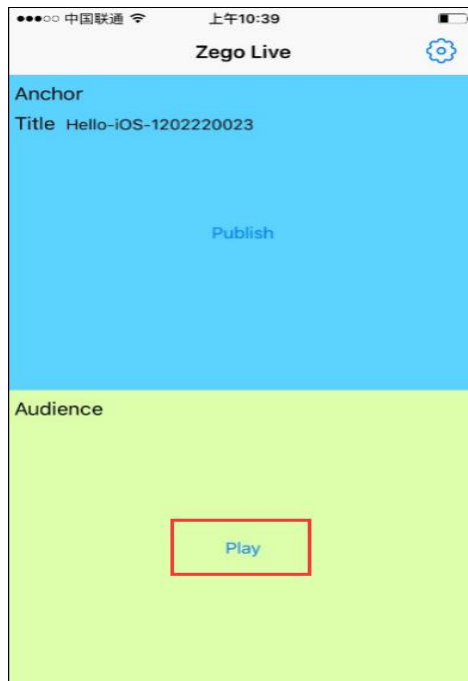 中国联通 上午10:39
Zego Live
Anchor
Title Hello-iOS-1202220023
Publish
Audience
Play